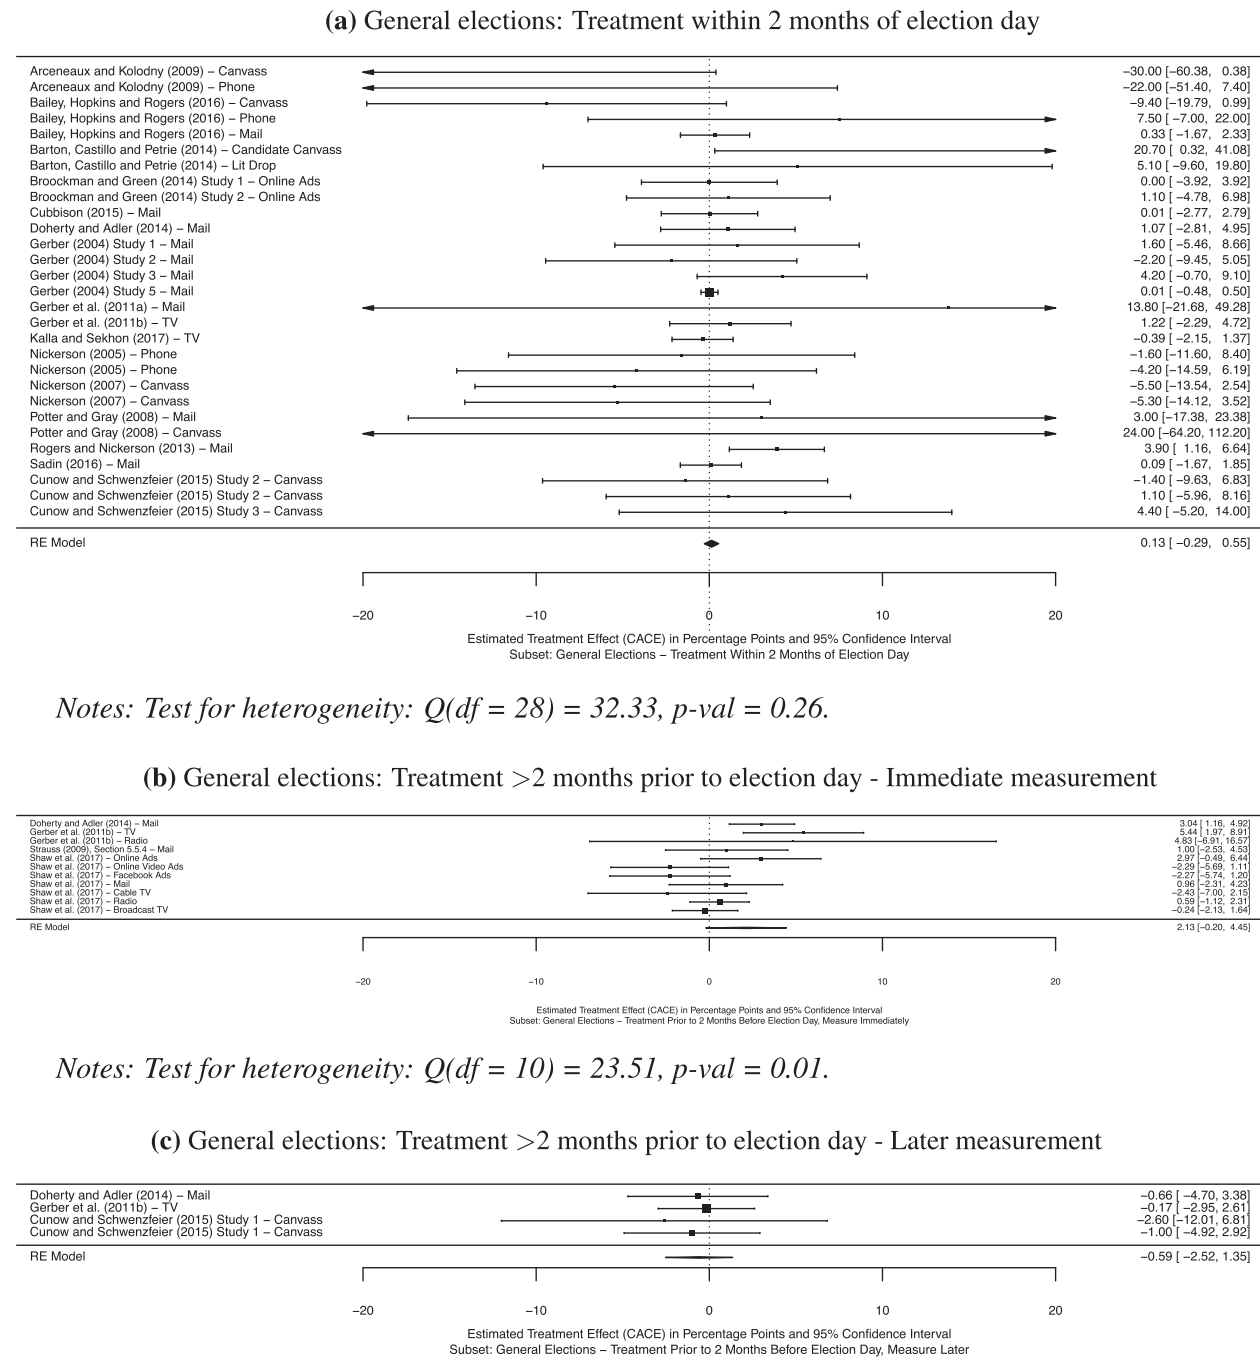 (a) General elections: Treatment within 2 months of election day
Arceneaux and Kolodny (2009) – Canvass −30.00 [−60.38, 0.38]
Arceneaux and Kolodny (2009) – Phone −22.00 [−51.40, 7.40]
Bailey, Hopkins and Rogers (2016) – Canvass −9.40 [−19.79, 0.99]
Bailey, Hopkins and Rogers (2016) – Phone 7.50 [ −7.00, 22.00]
Bailey, Hopkins and Rogers (2016) – Mail 0.33 [ −1.67, 2.33]
Barton, Castillo and Petrie (2014) – Candidate Canvass 20.70 [ 0.32, 41.08]
Barton, Castillo and Petrie (2014) – Lit Drop 5.10 [ −9.60, 19.80]
Broockman and Green (2014) Study 1 – Online Ads 0.00 [ −3.92, 3.92]
Broockman and Green (2014) Study 2 – Online Ads 1.10 [ −4.78, 6.98]
Cubbison (2015) – Mail 0.01 [ −2.77, 2.79]
Doherty and Adler (2014) – Mail 1.07 [ −2.81, 4.95]
Gerber (2004) Study 1 – Mail 1.60 [ −5.46, 8.66]
Gerber (2004) Study 2 – Mail −2.20 [ −9.45, 5.05]
Gerber (2004) Study 3 – Mail 4.20 [ −0.70, 9.10]
Gerber (2004) Study 5 – Mail 0.01 [ −0.48, 0.50]
Gerber et al. (2011a) – Mail 13.80 [−21.68, 49.28]
Gerber et al. (2011b) – TV 1.22 [ −2.29, 4.72]
Kalla and Sekhon (2017) – TV −0.39 [ −2.15, 1.37]
Nickerson (2005) – Phone −1.60 [−11.60, 8.40]
Nickerson (2005) – Phone −4.20 [−14.59, 6.19]
Nickerson (2007) – Canvass −5.50 [−13.54, 2.54]
Nickerson (2007) – Canvass −5.30 [−14.12, 3.52]
Potter and Gray (2008) – Mail 3.00 [−17.38, 23.38]
Potter and Gray (2008) – Canvass 24.00 [−64.20, 112.20]
Rogers and Nickerson (2013) – Mail 3.90 [ 1.16, 6.64]
Sadin (2016) – Mail 0.09 [ −1.67, 1.85]
Cunow and Schwenzfeier (2015) Study 2 – Canvass −1.40 [ −9.63, 6.83]
Cunow and Schwenzfeier (2015) Study 2 – Canvass 1.10 [ −5.96, 8.16]
Cunow and Schwenzfeier (2015) Study 3 – Canvass 4.40 [ −5.20, 14.00]
RE Model 0.13 [ −0.29, 0.55]
−20 −10 0 10 20
Estimated Treatment Effect (CACE) in Percentage Points and 95% Confidence Interval
Subset: General Elections – Treatment Within 2 Months of Election Day
Notes: Test for heterogeneity: Q(df = 28) = 32.33, p-val = 0.26.
(b) General elections: Treatment >2 months prior to election day - Immediate measurement
Doherty and Adler (2014) – Mail 3.04 [ 1.16, 4.92]
Gerber et al. (2011b) – TV 5.44 [ 1.97, 8.91]
Gerber et al. (2011b) – Radio 4.83 [−6.91, 16.57]
Strauss (2009), Section 5.5.4 – Mail 1.00 [−2.53, 4.53]
Shaw et al. (2017) – Online Ads 2.97 [−0.49, 6.44]
Shaw et al. (2017) – Online Video Ads −2.29 [−5.69, 1.11]
Shaw et al. (2017) – Facebook Ads −2.27 [−5.74, 1.20]
Shaw et al. (2017) – Mail 0.96 [−2.31, 4.23]
Shaw et al. (2017) – Cable TV −2.43 [−7.00, 2.15]
Shaw et al. (2017) – Radio 0.59 [−1.12, 2.31]
Shaw et al. (2017) – Broadcast TV −0.24 [−2.13, 1.64]
RE Model 2.13 [−0.20, 4.45]
−20 −10 0 10 20
Estimated Treatment Effect (CACE) in Percentage Points and 95% Confidence Interval
Subset: General Elections – Treatment Prior to 2 Months Before Election Day, Measure Immediately
Notes: Test for heterogeneity: Q(df = 10) = 23.51, p-val = 0.01.
(c) General elections: Treatment >2 months prior to election day - Later measurement
Doherty and Adler (2014) – Mail −0.66 [ −4.70, 3.38]
Gerber et al. (2011b) – TV −0.17 [ −2.95, 2.61]
Cunow and Schwenzfeier (2015) Study 1 – Canvass −2.60 [−12.01, 6.81]
Cunow and Schwenzfeier (2015) Study 1 – Canvass −1.00 [ −4.92, 2.92]
RE Model −0.59 [ −2.52, 1.35]
−20 −10 0 10 20
Estimated Treatment Effect (CACE) in Percentage Points and 95% Confidence Interval
Subset: General Elections – Treatment Prior to 2 Months Before Election Day, Measure Later